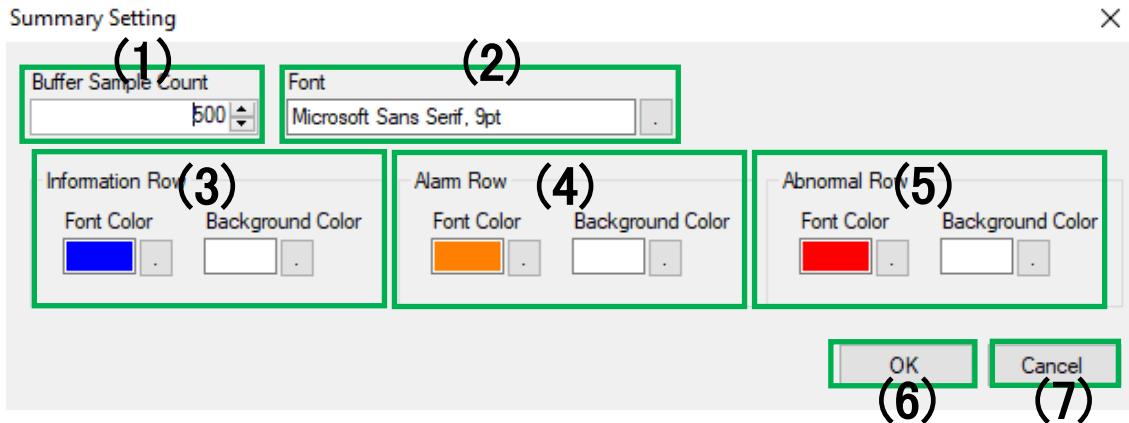 Summary Setting
(1)
(2)
Buffer Sample Count
Font
500
Microsoft Sans Serif, 9pt
.
(3)
(4)
(5)
Information Row
Alarm Row
Abnormal Row
Font Color
Background Color
Font Color
Background Color
Font Color
Background Color
.
.
.
.
.
.
OK
Cancel
(6)
(7)